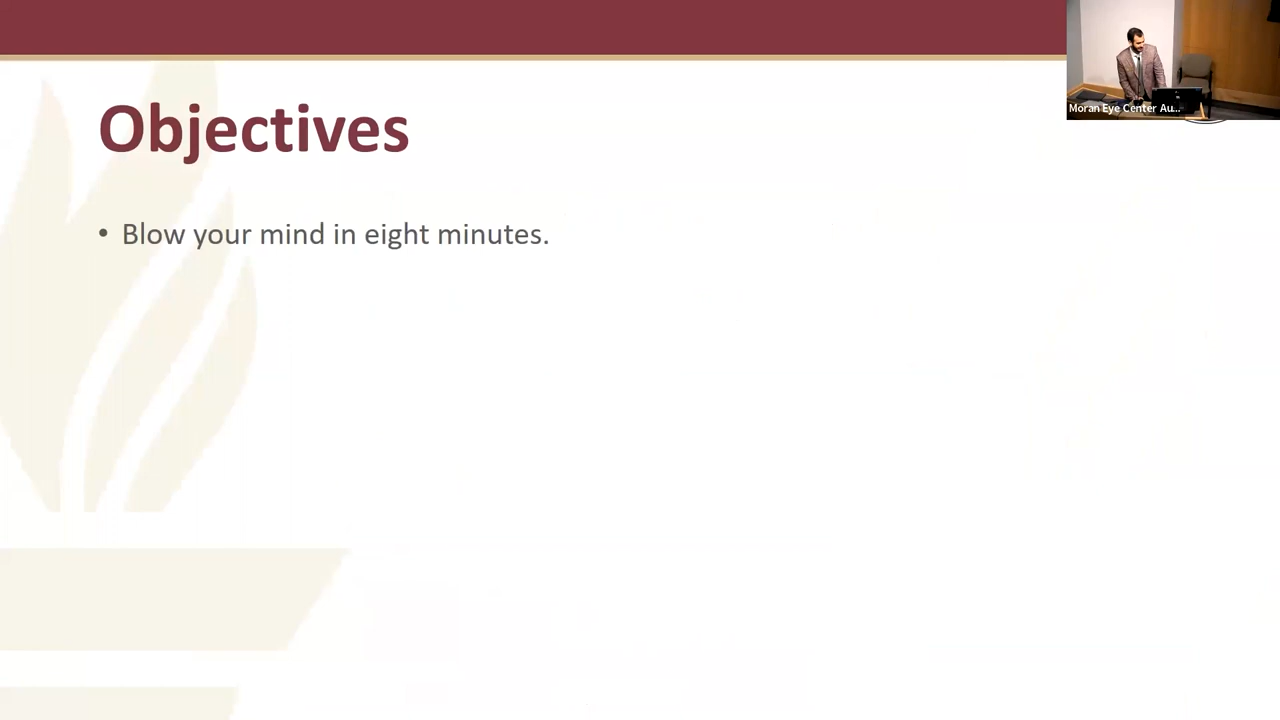 Moran Eye Center Au...
Objectives
• Blow your mind in eight minutes.